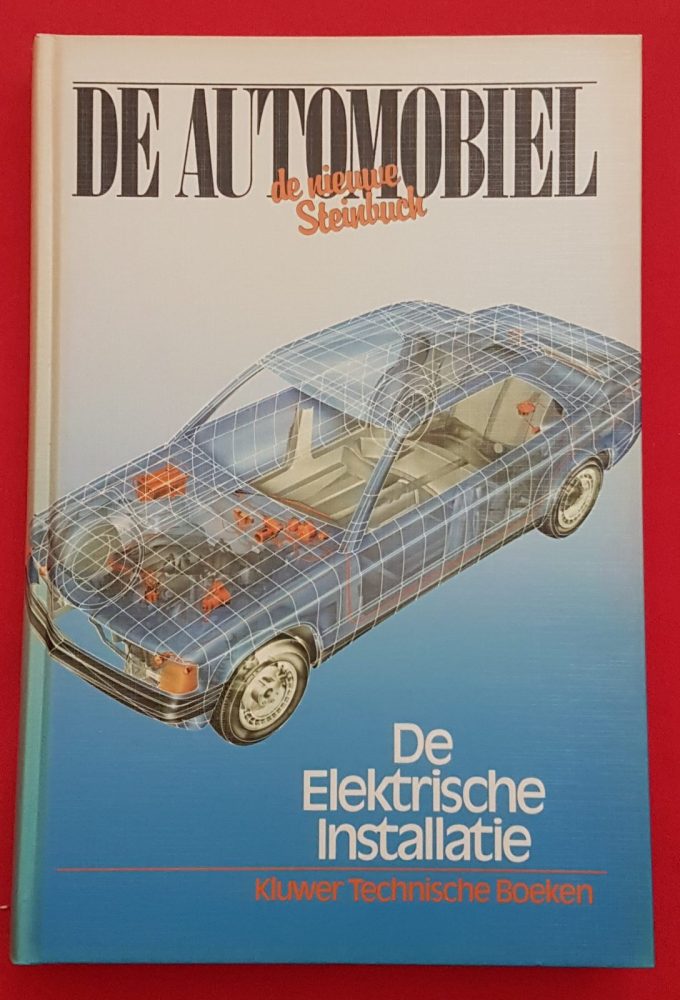 DE AUTOMOBIEL
de nieuwe
Steinbuch
De
Elektrische
Installatie
Kluwer Technische Boeken